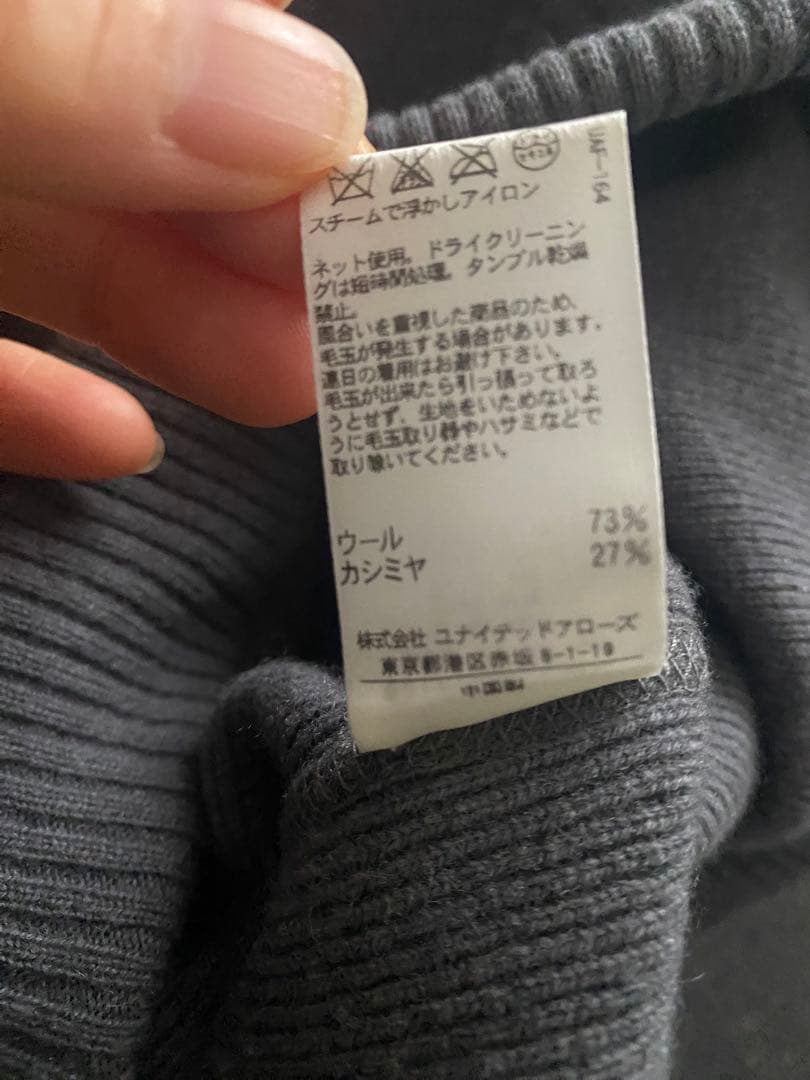 UAF-164
スチームで浮かしアイロン
ネット使用。ドライクリーニン
グは短時間処理。タンブル乾燥
禁止。
風合いを重視した商品のため、
毛玉が発生する場合があります。
連日の着用はお避け下さい。
毛玉が出来たら引っ張って取ろ
うとせず、生地をいためないよ
うに毛玉取り器やハサミなどで
取り除いてください。
ウール 73%
カシミヤ 27%
株式会社 ユナイテッドアローズ
東京都港区赤坂8-1-19